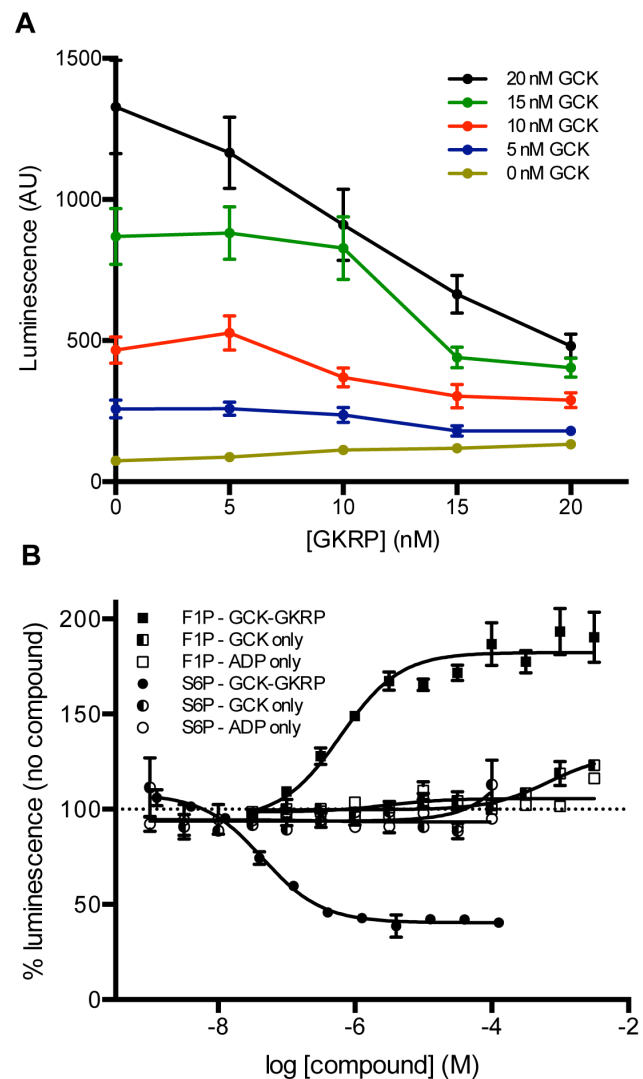 A
1500
1000
500
0
Luminescence (AU)
20 nM GCK
15 nM GCK
10 nM GCK
5 nM GCK
0 nM GCK
0 5 10 15 20
[GKRP] (nM)
B
200
150
100
50
0
% luminescence (no compound)
F1P - GCK-GKRP
F1P - GCK only
F1P - ADP only
S6P - GCK-GKRP
S6P - GCK only
S6P - ADP only
-8 -6 -4 -2
log [compound] (M)